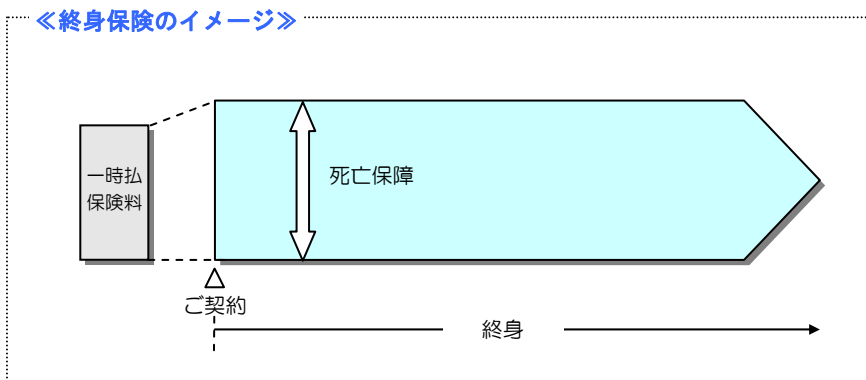 ≪終身保険のイメージ≫
一時払
保険料
死亡保障
ご契約
終身